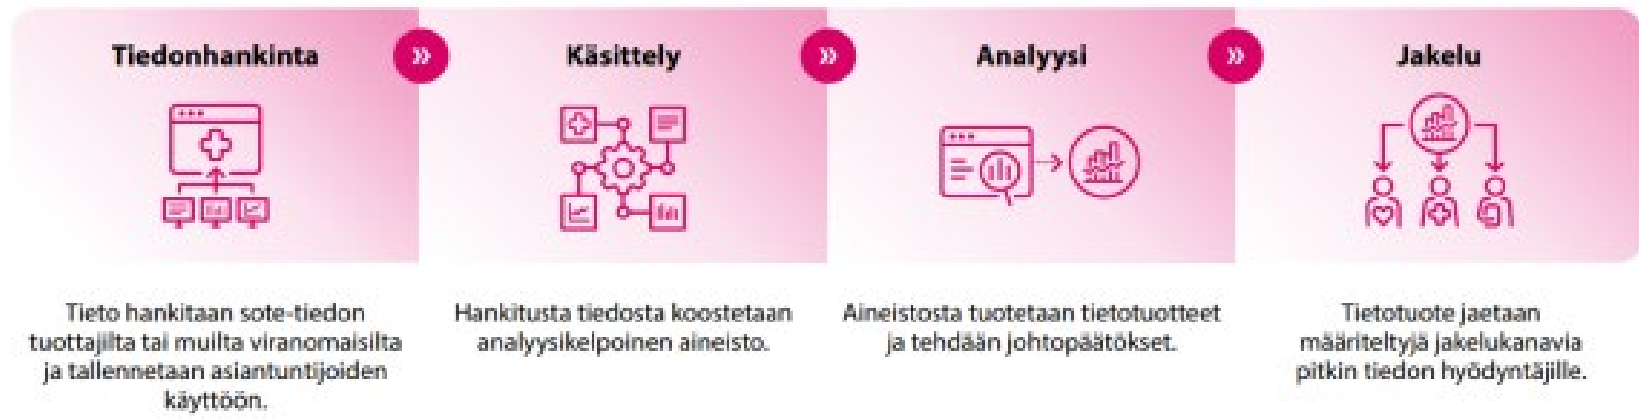 Tiedonhankinta
»
Käsittely
»
Analyysi
»
Jakelu
Tieto hankitaan sote-tiedon
tuottajilta tai muilta viranomaisilta
ja tallennetaan asiantuntijoiden
käyttöön.
Hankitusta tiedosta koostetaan
analyysikelpoinen aineisto.
Aineistosta tuotetaan tietotuotteet
ja tehdään johtopäätökset.
Tietotuote jaetaan
määriteltyjä jakelukanavia
pitkin tiedon hyödyntäjille.